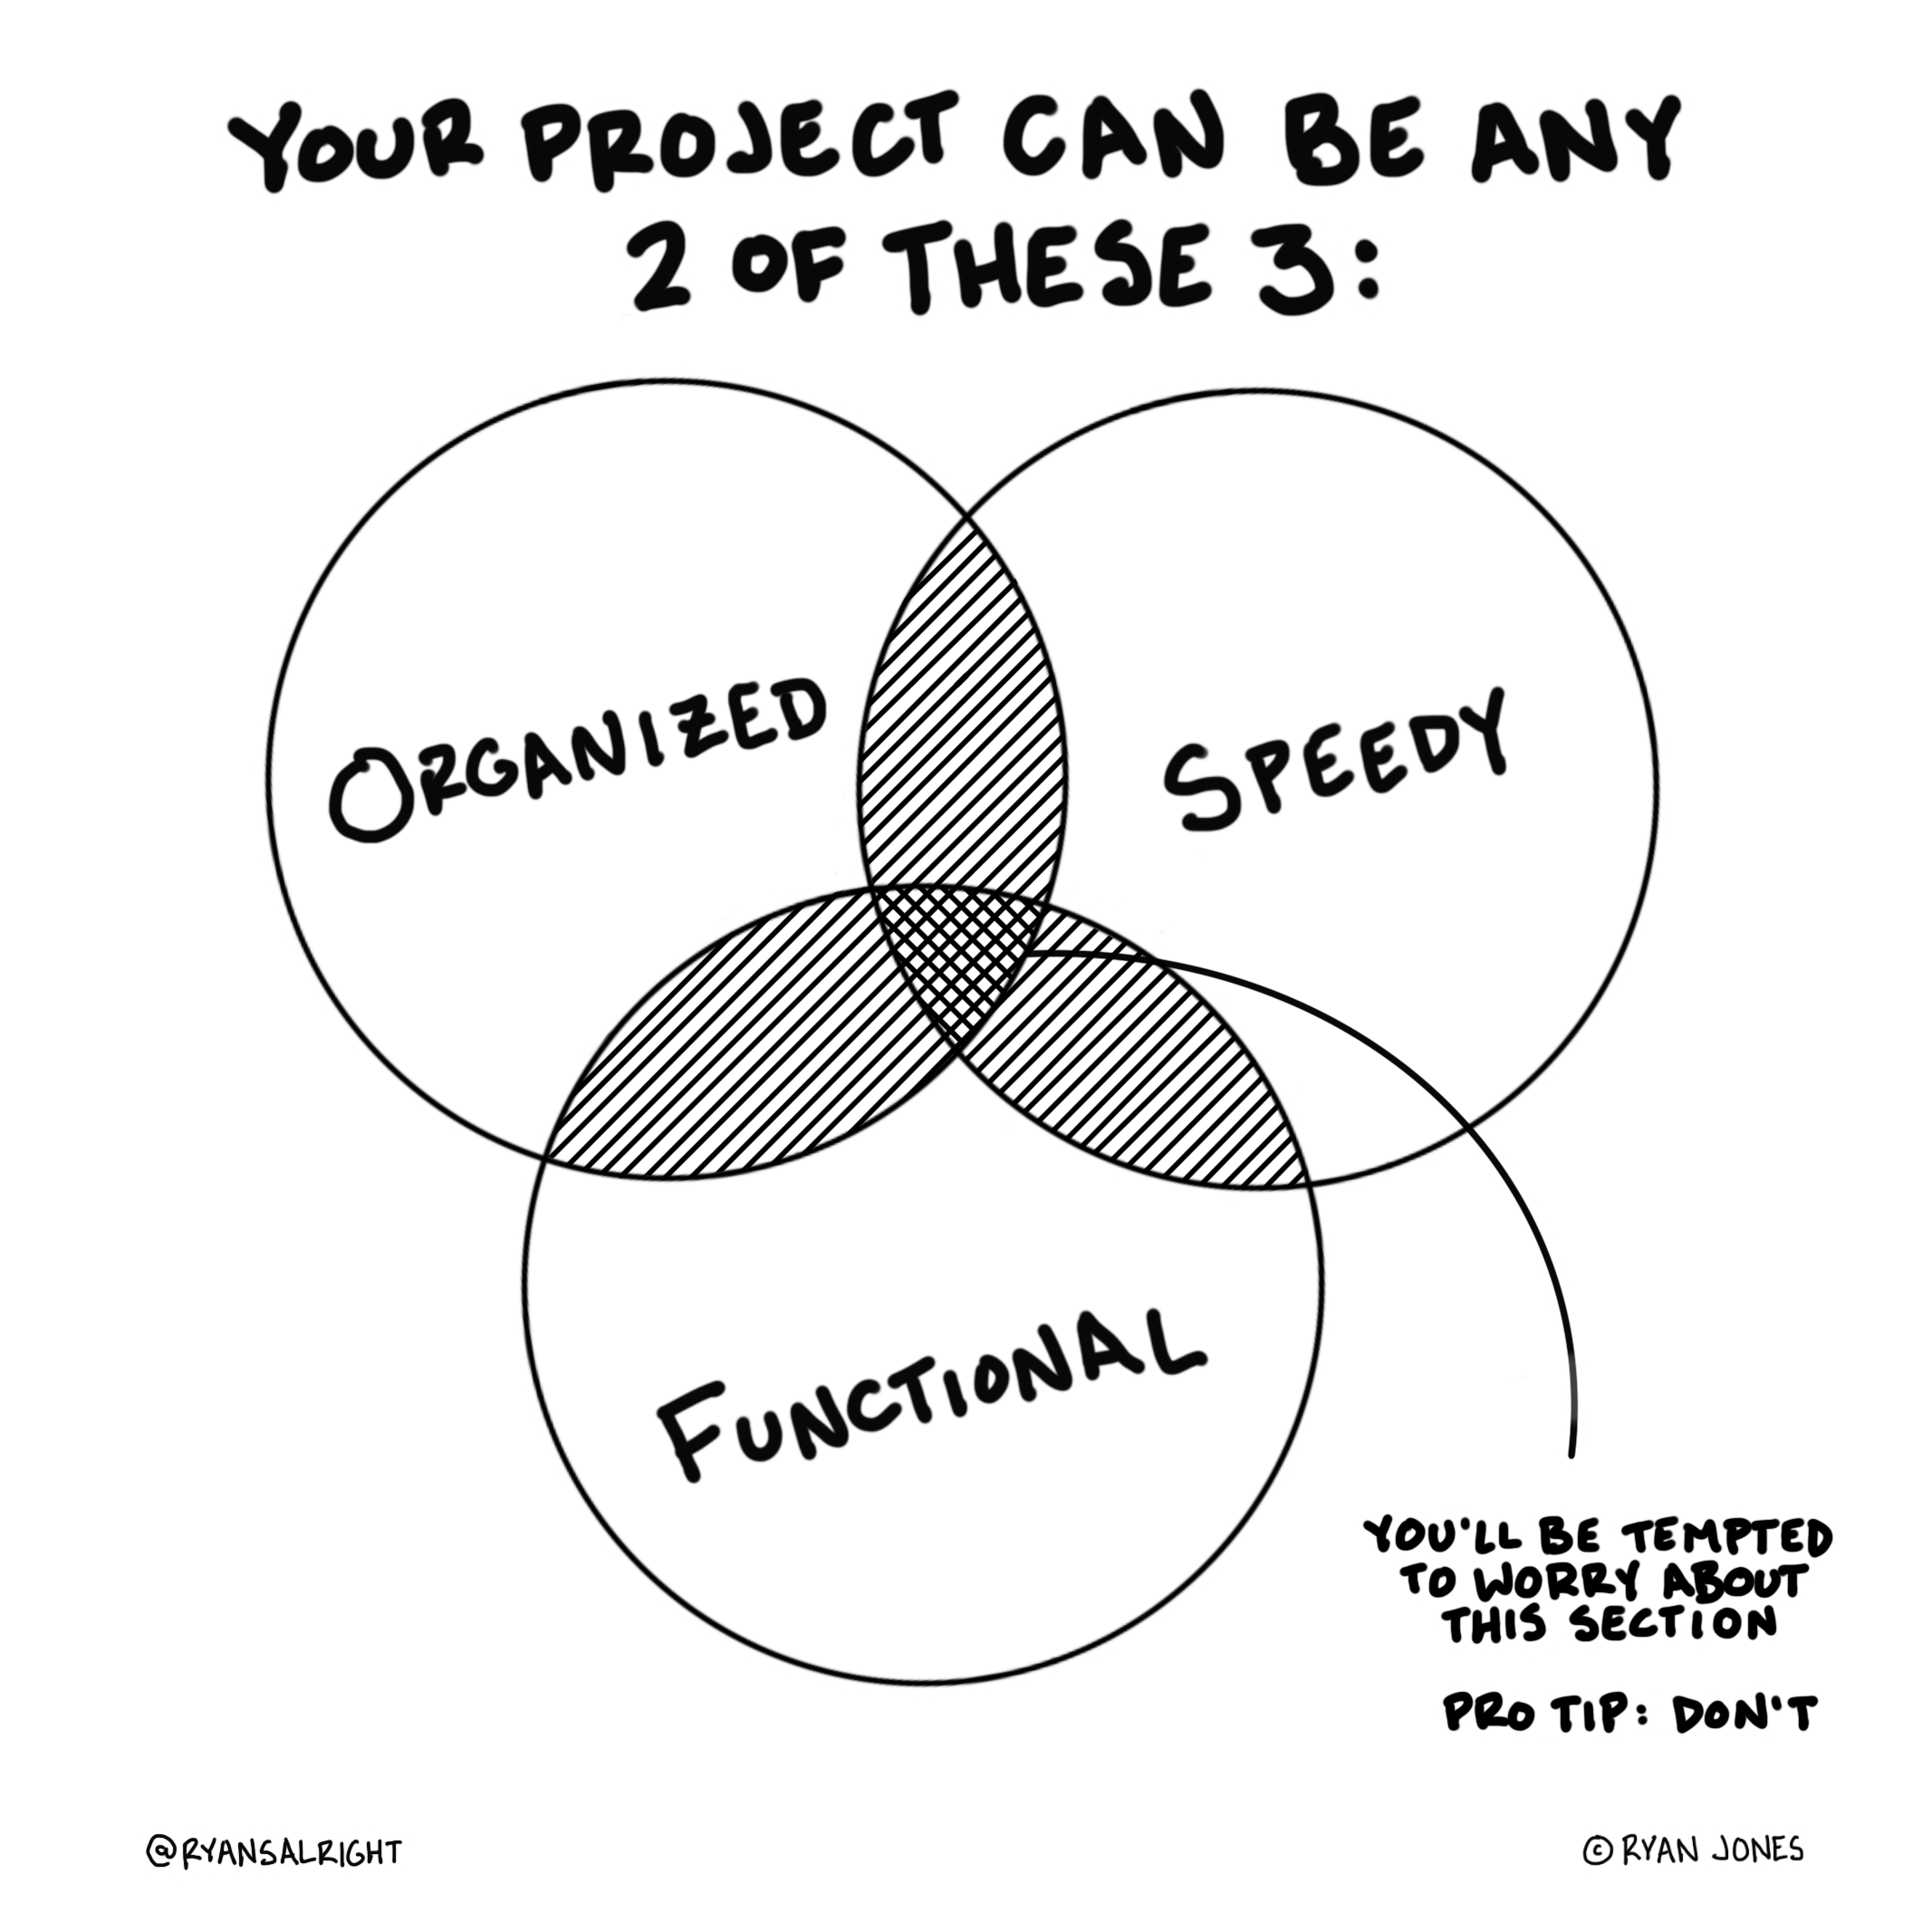 YOUR PROJECT CAN BE ANY
2 OF THESE 3:
ORGANIZED
SPEEDY
FUNCTIONAL
YOU'LL BE TEMPTED
TO WORRY ABOUT
THIS SECTION
PRO TIP: DON'T
@RYANSALRIGHT
© RYAN JONES